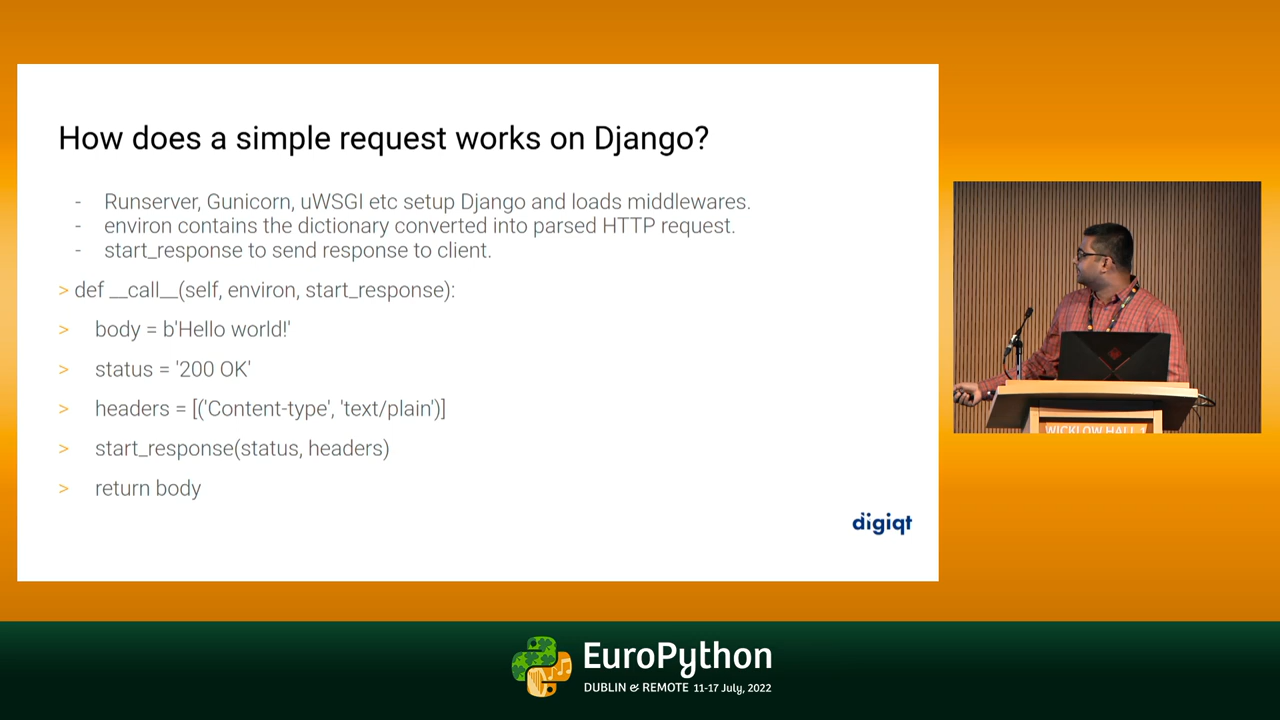 How does a simple request works on Django?
- Runserver, Gunicorn, uWSGI etc setup Django and loads middlewares.
- environ contains the dictionary converted into parsed HTTP request.
- start_response to send response to client.
> def __call__(self, environ, start_response):
> body = b'Hello world!'
> status = '200 OK'
> headers = [('Content-type', 'text/plain')]
> start_response(status, headers)
> return body
digiqt
WICKLOW HALL 1
EuroPython
DUBLIN & REMOTE 11-17 July, 2022